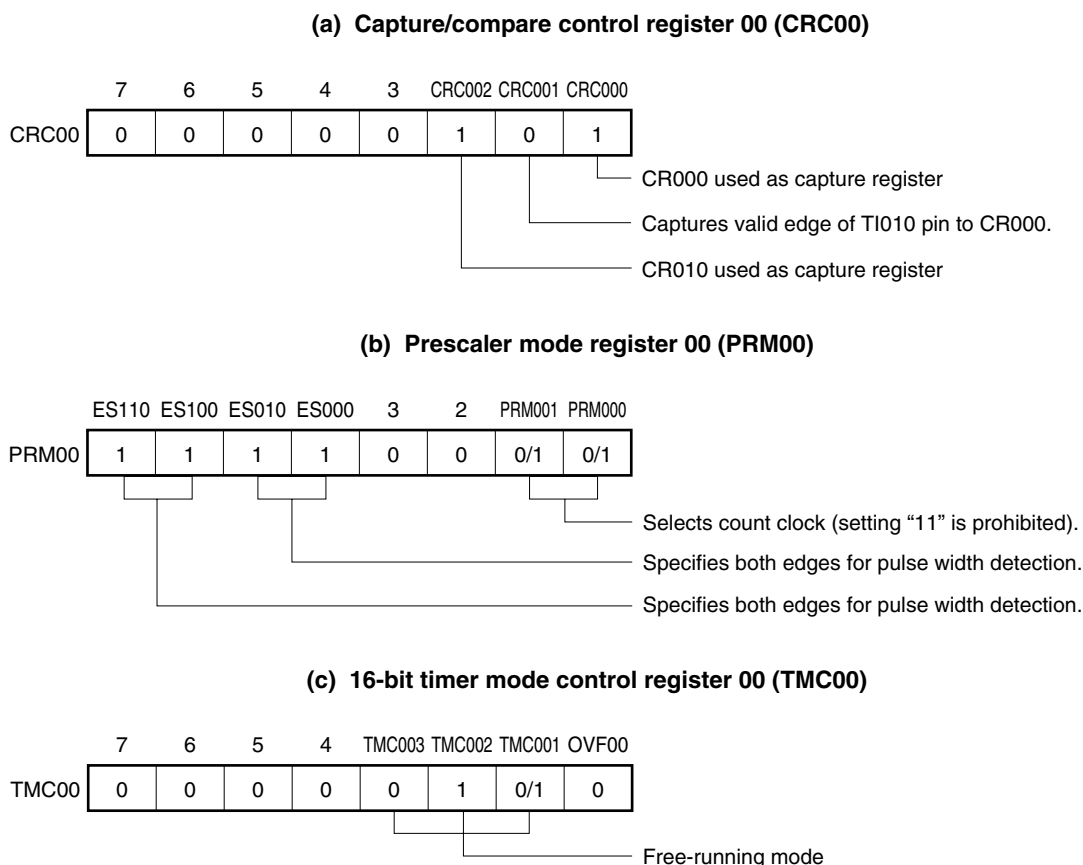 (a) Capture/compare control register 00 (CRC00)
7 6 5 4 3 CRC002 CRC001 CRC000
CRC00 0 0 0 0 0 1 0 1
CR000 used as capture register
Captures valid edge of TI010 pin to CR000.
CR010 used as capture register
(b) Prescaler mode register 00 (PRM00)
ES110 ES100 ES010 ES000 3 2 PRM001 PRM000
PRM00 1 1 1 1 0 0 0/1 0/1
Selects count clock (setting “11” is prohibited).
Specifies both edges for pulse width detection.
Specifies both edges for pulse width detection.
(c) 16-bit timer mode control register 00 (TMC00)
7 6 5 4 TMC003 TMC002 TMC001 OVF00
TMC00 0 0 0 0 0 1 0/1 0
Free-running mode